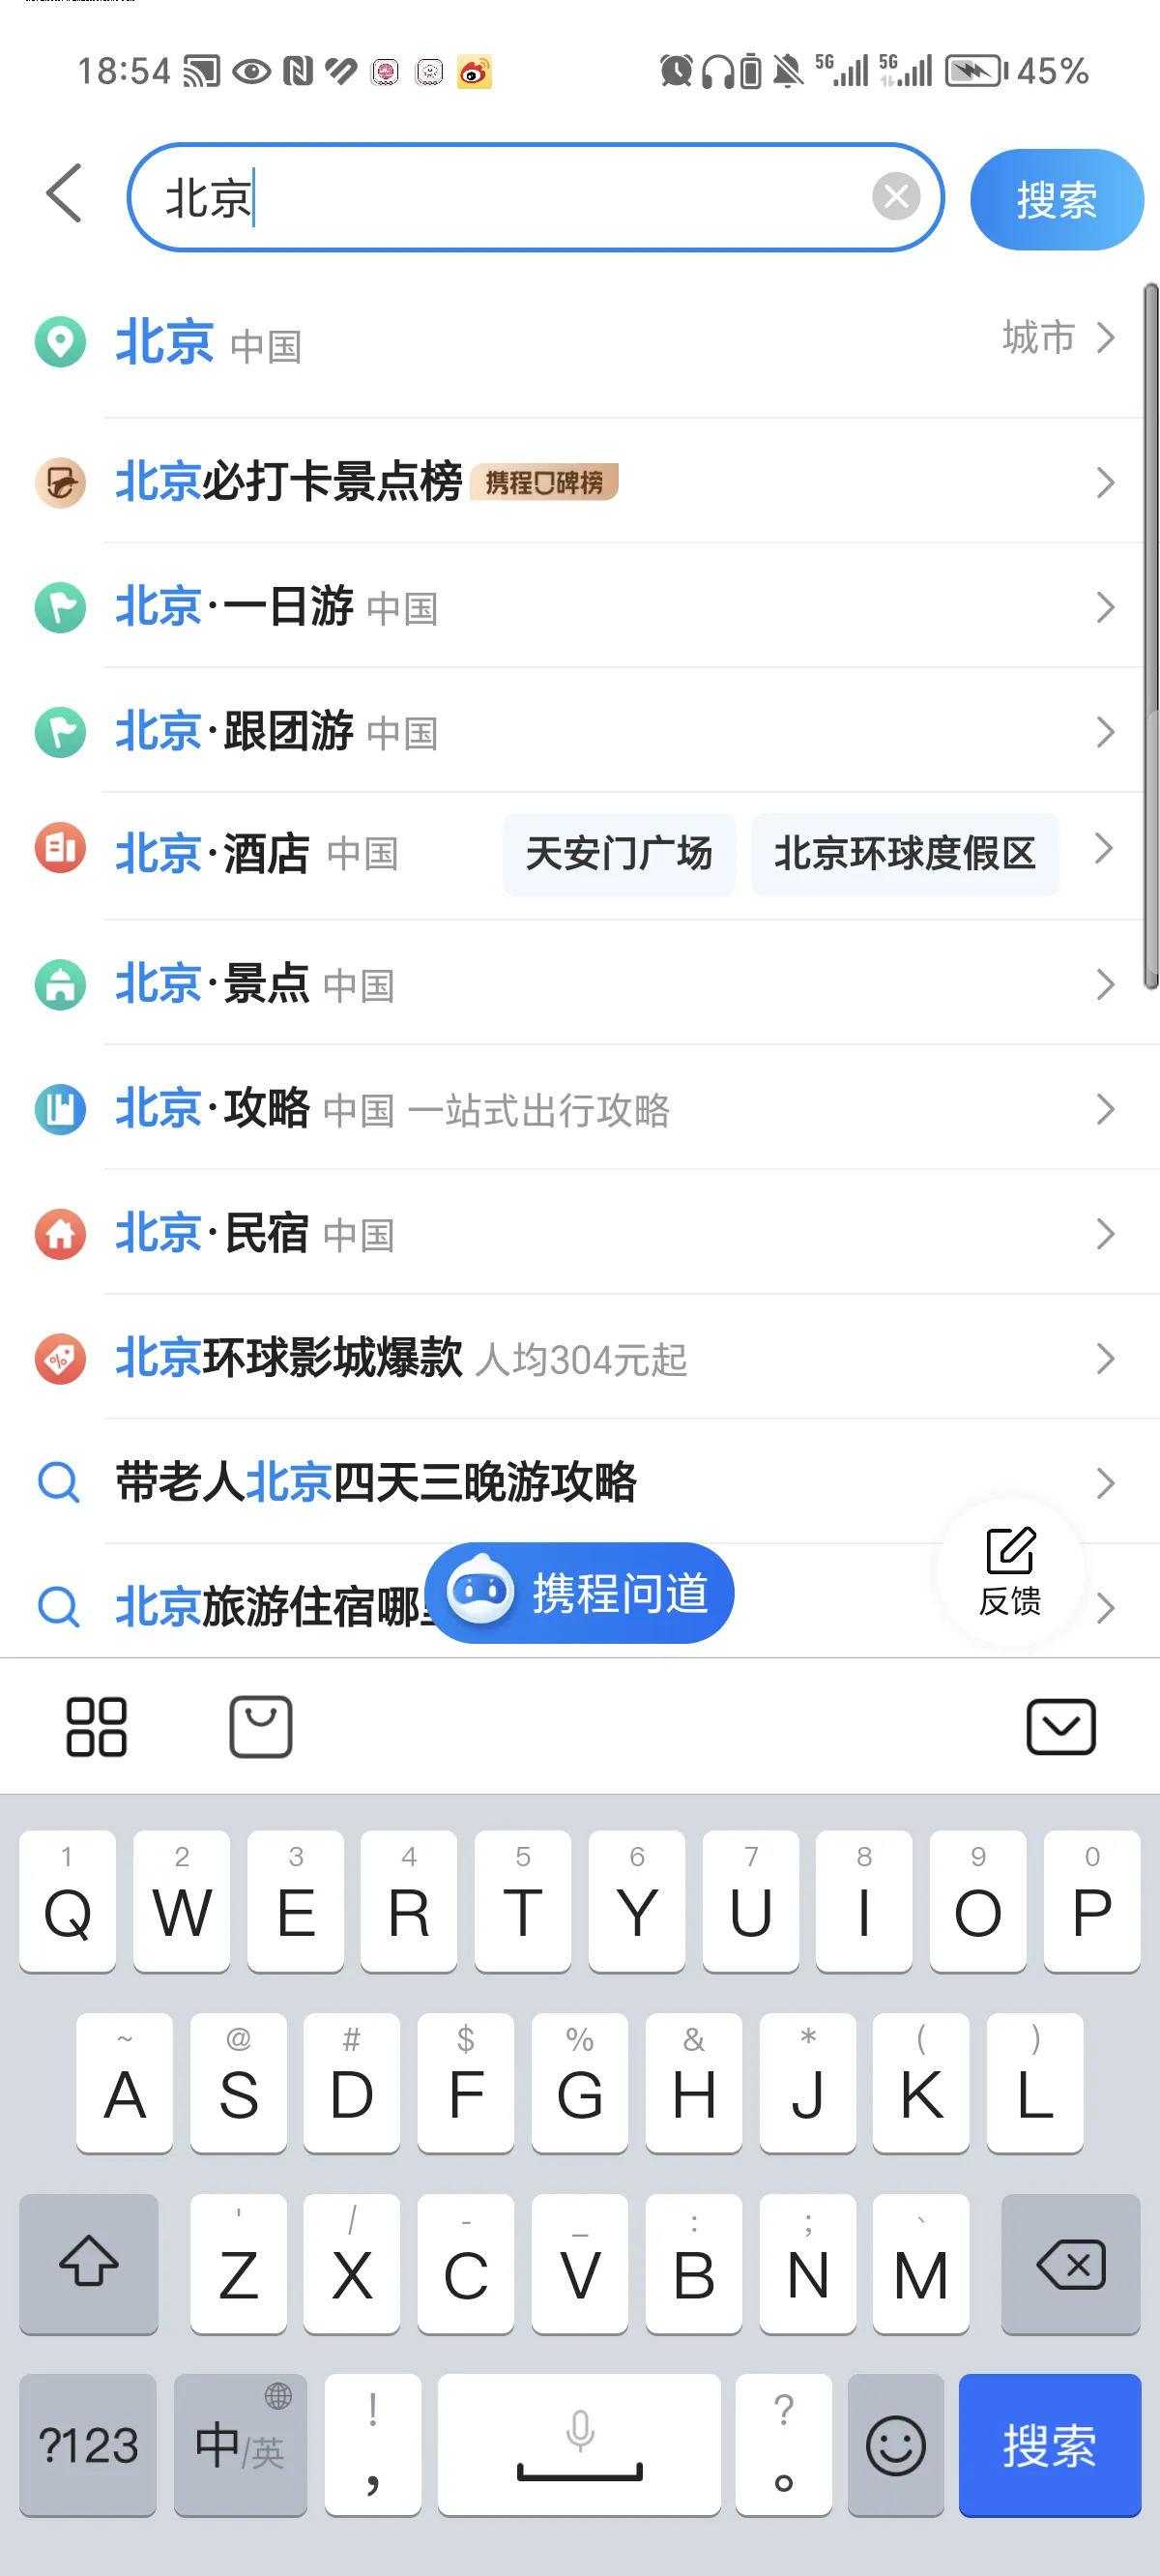 18:54 5G 5G 45%
北京 搜索
北京 中国 城市
北京必打卡景点榜 携程口碑榜
北京·一日游 中国
北京·跟团游 中国
北京·酒店 中国 天安门广场 北京环球度假区
北京·景点 中国
北京·攻略 中国 一站式出行攻略
北京·民宿 中国
北京环球影城爆款 人均304元起
带老人北京四天三晚游攻略
反馈
北京旅游住宿哪
携程问道
1 2 3 4 5 6 7 8 9 0
Q W E R T Y U I O P
~ @ # $ % & * ( )
A S D F G H J K L
' / - _ : ; 、
Z X C V B N M
?123 中/英 ! , ? 。 搜索